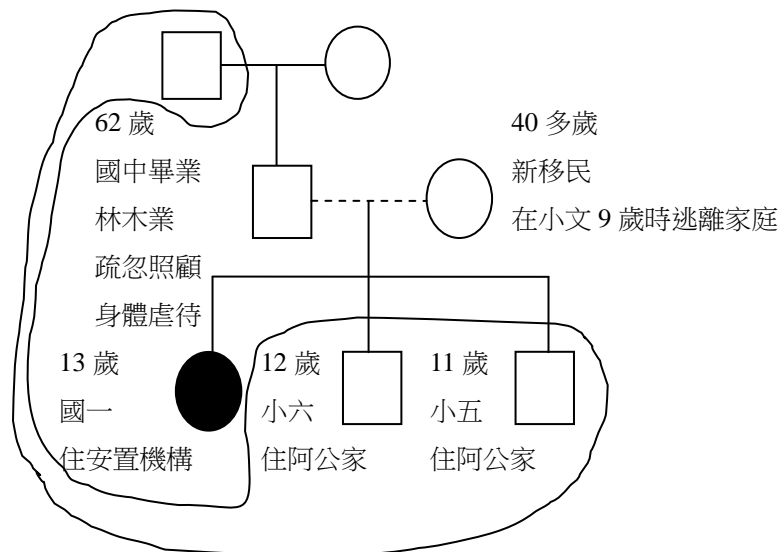 62 歲
國中畢業
林木業
疏忽照顧
身體虐待
40 多歲
新移民
在小文 9 歲時逃離家庭
13 歲
國一
住安置機構
12 歲
小六
住阿公家
11 歲
小五
住阿公家